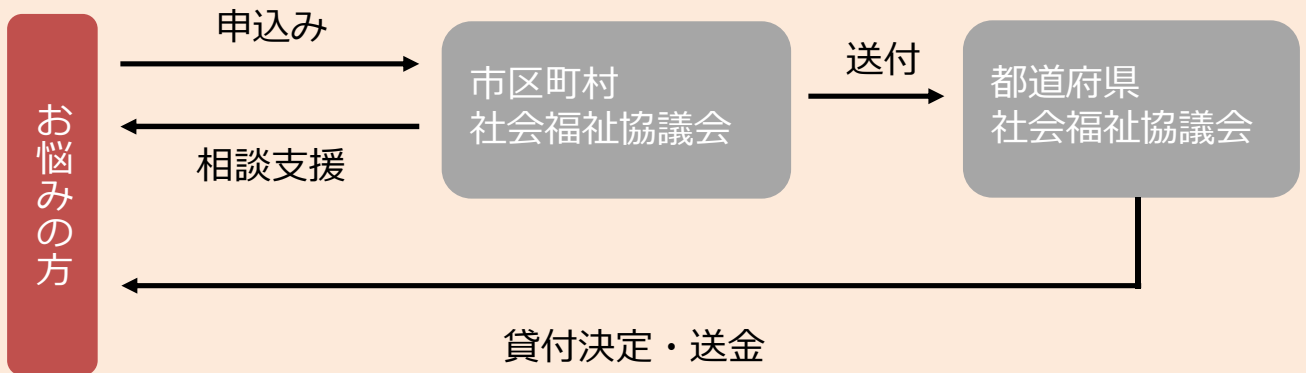 お悩みの方
申込み
相談支援
市区町村
社会福祉協議会
送付
都道府県
社会福祉協議会
貸付決定・送金